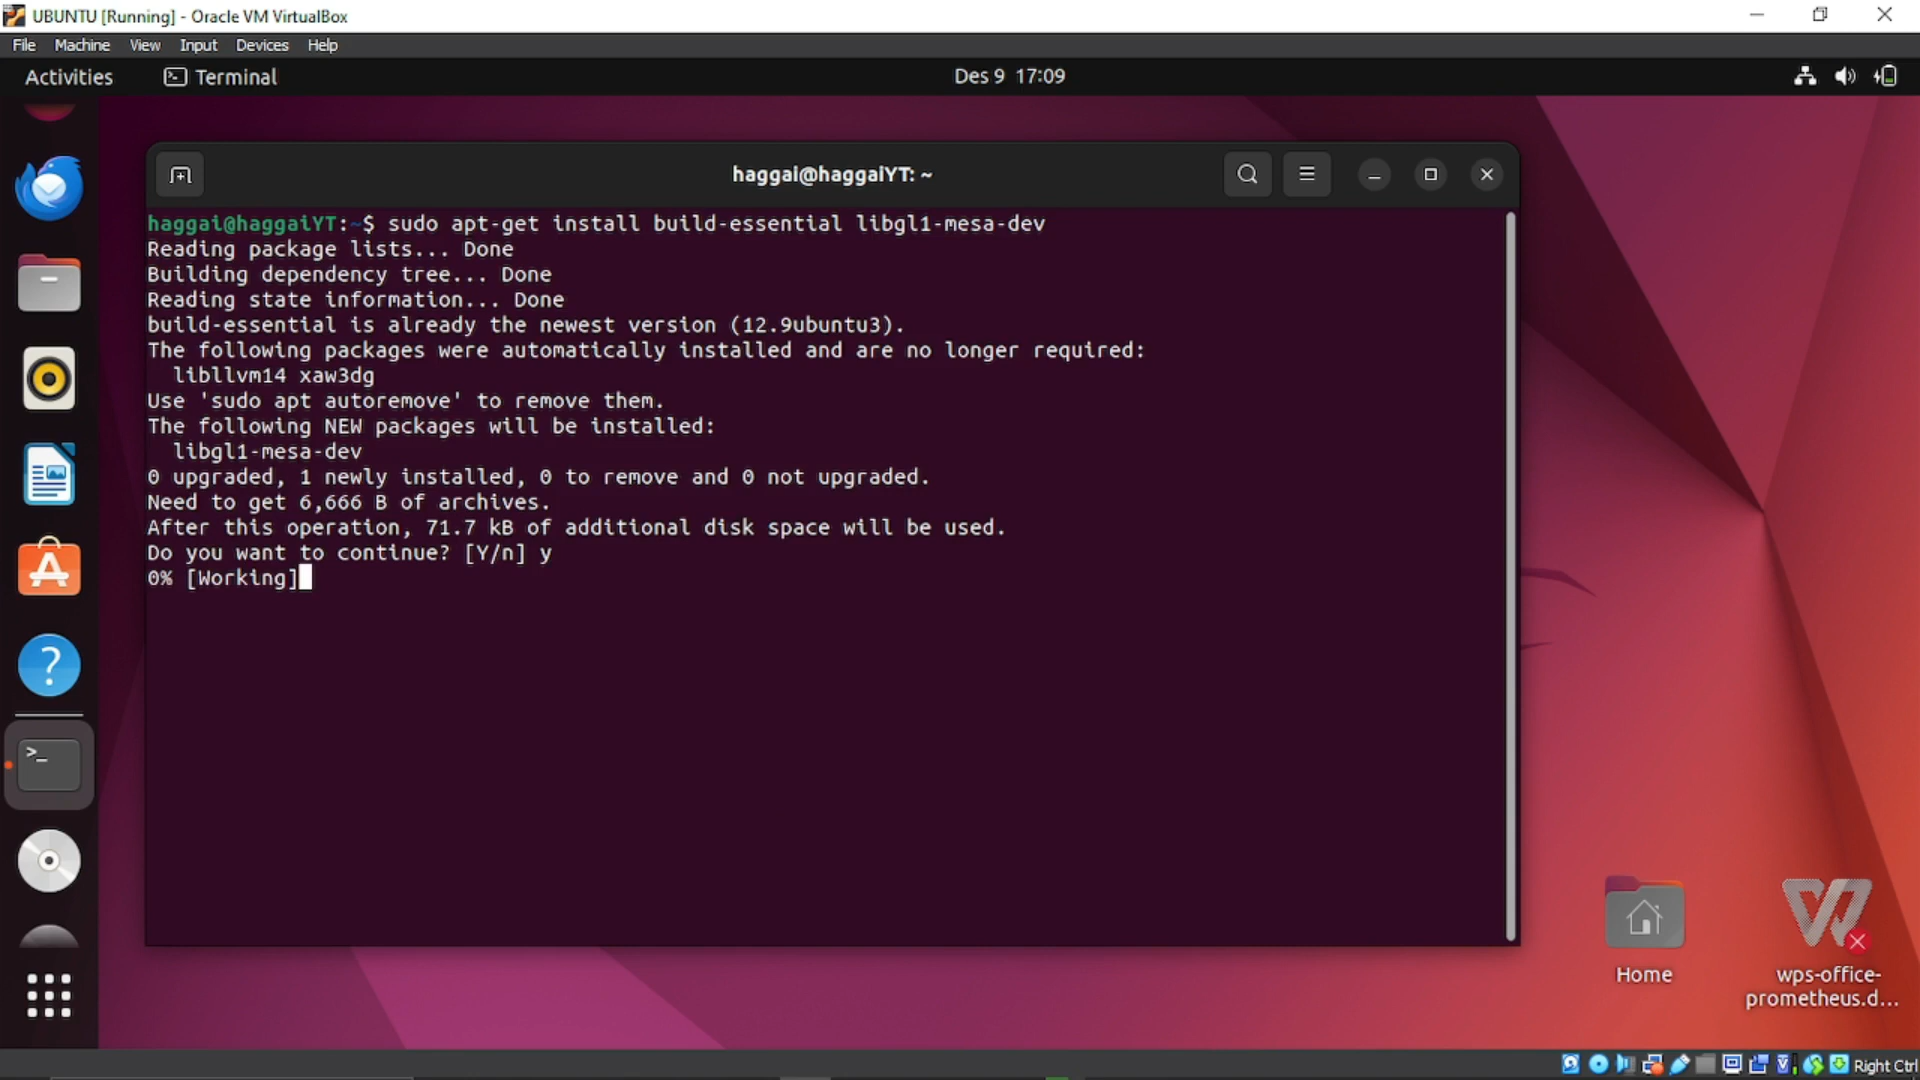 UBUNTU [Running] - Oracle VM VirtualBox
File Machine View Input Devices Help
Activities Terminal Des 9 17:09
haggai@haggaiYT: ~
haggai@haggaiYT:~$ sudo apt-get install build-essential libgl1-mesa-dev
Reading package lists... Done
Building dependency tree... Done
Reading state information... Done
build-essential is already the newest version (12.9ubuntu3).
The following packages were automatically installed and are no longer required:
  libllvm14 xaw3dg
Use 'sudo apt autoremove' to remove them.
The following NEW packages will be installed:
  libgl1-mesa-dev
0 upgraded, 1 newly installed, 0 to remove and 0 not upgraded.
Need to get 6,666 B of archives.
After this operation, 71.7 kB of additional disk space will be used.
Do you want to continue? [Y/n] y
0% [Working]
Home
wps-office-
prometheus.d...
Right Ctrl